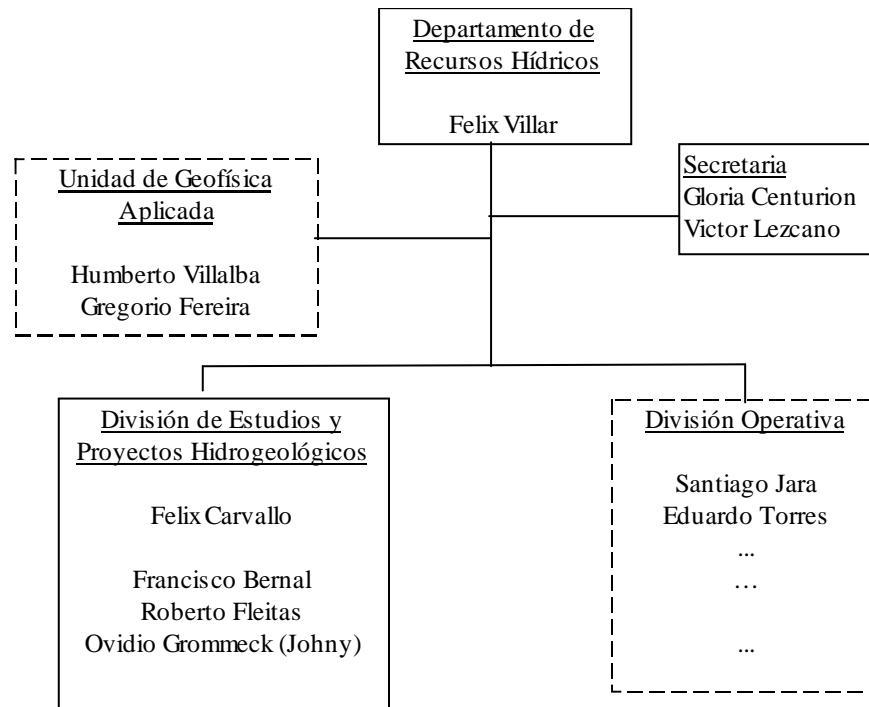 Departamento de
Recursos Hídricos
Felix Villar
Unidad de Geofísica
Aplicada
Humberto Villalba
Gregorio Fereira
Secretaria
Gloria Centurion
Victor Lezcano
División de Estudios y
Proyectos Hidrogeológicos
Felix Carvallo
Francisco Bernal
Roberto Fleitas
Ovidio Grommeck (Johny)
División Operativa
Santiago Jara
Eduardo Torres
...
...
...